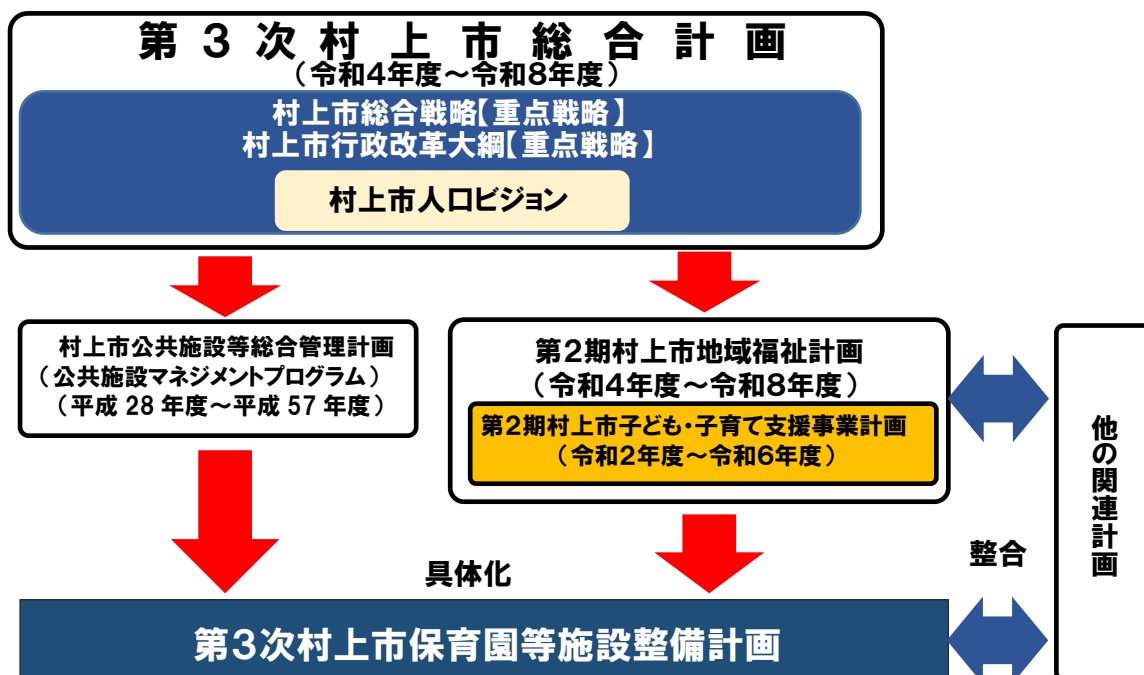 第３次村上市総合計画
（令和4年度～令和8年度）
村上市総合戦略【重点戦略】
村上市行政改革大綱【重点戦略】
村上市人口ビジョン
村上市公共施設等総合管理計画
（公共施設マネジメントプログラム）
（平成 28 年度～平成 57 年度）
第2期村上市地域福祉計画
（令和4年度～令和8年度）
第2期村上市子ども・子育て支援事業計画
（令和2年度～令和6年度）
他の関連計画
整合
具体化
第3次村上市保育園等施設整備計画